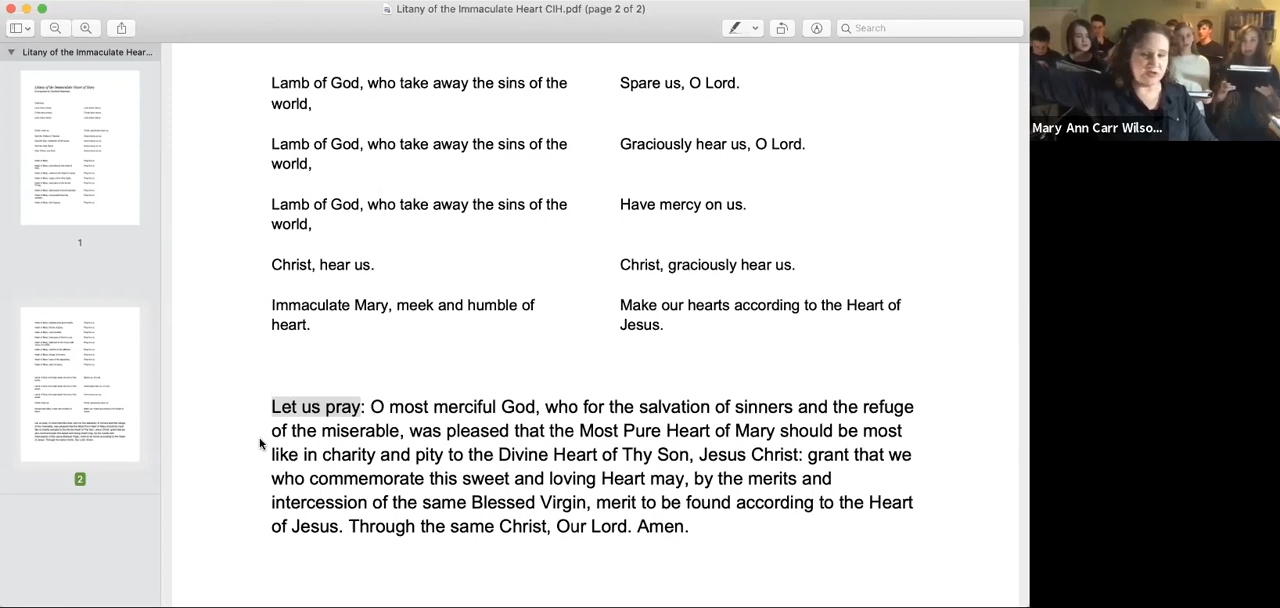 Litany of the Immaculate Heart CIH.pdf (page 2 of 2)
Search
Litany of the Immaculate Hear...
Litany of the Immaculate Heart of Mary
1
2
Lamb of God, who take away the sins of the Spare us, O Lord.
world,
Lamb of God, who take away the sins of the Graciously hear us, O Lord.
world
Lamb of God, who take away the sins of the Have mercy on us.
world,
Christ, hear us. Christ, graciously hear us.
Immaculate Mary, meek and humble of Make our hearts according to the Heart of
heart. Jesus.
Let us pray: O most merciful God, who for the salvation of sinners and the refuge
of the miserable, was pleased that the Most Pure Heart of Mary should be most
like in charity and pity to the Divine Heart of Thy Son, Jesus Christ: grant that we
who commemorate this sweet and loving Heart may, by the merits and
intercession of the same Blessed Virgin, merit to be found according to the Heart
of Jesus. Through the same Christ, Our Lord. Amen.
Mary Ann Carr Wilso...